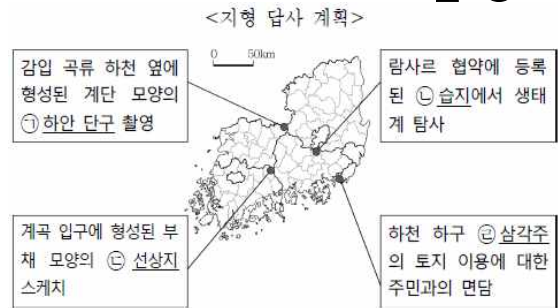 <지형 답사 계획>
0 50km
감입 곡류 하천 옆에
형성된 계단 모양의
㉠ 하안 단구 촬영
람사르 협약에 등록
된 ㉡ 습지에서 생태
계 탐사
계곡 입구에 형성된 부
채 모양의 ㉢ 선상지
스케치
하천 하구 ㉣ 삼각주
의 토지 이용에 대한
주민과의 면담